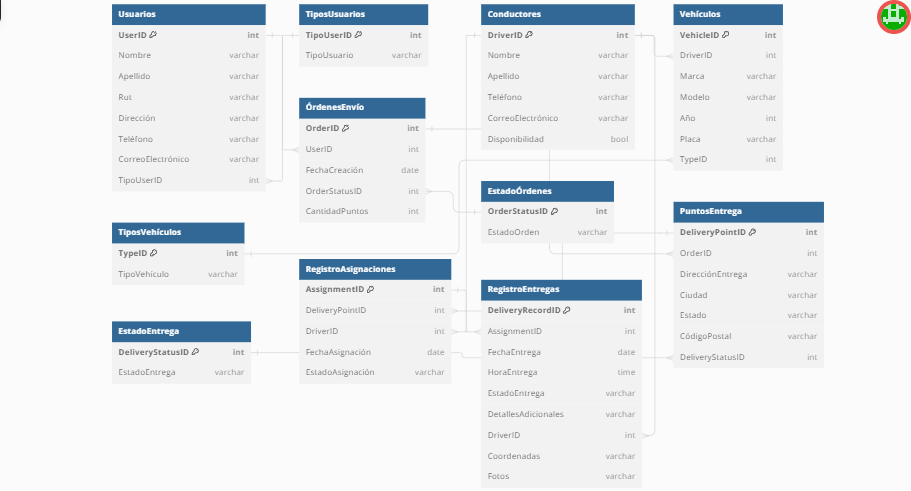 Usuarios
UserID int
Nombre varchar
Apellido varchar
Rut varchar
Dirección varchar
Teléfono varchar
CorreoElectrónico varchar
TipoUserID int
TiposUsuarios
TipoUserID int
TipoUsuario varchar
ÓrdenesEnvío
OrderID int
UserID int
FechaCreación date
OrderStatusID int
CantidadPuntos int
Conductores
DriverID int
Nombre varchar
Apellido varchar
Teléfono varchar
CorreoElectrónico varchar
Disponibilidad bool
Vehículos
VehicleID int
DriverID int
Marca varchar
Modelo varchar
Año int
Placa varchar
TypeID int
EstadoÓrdenes
OrderStatusID int
EstadoOrden varchar
PuntosEntrega
DeliveryPointID int
OrderID int
DirecciónEntrega varchar
Ciudad varchar
Estado varchar
CódigoPostal varchar
DeliveryStatusID int
TiposVehículos
TypeID int
TipoVehículo varchar
RegistroAsignaciones
AssignmentID int
DeliveryPointID int
DriverID int
FechaAsignación date
EstadoAsignación varchar
RegistroEntregas
DeliveryRecordID int
AssignmentID int
FechaEntrega date
HoraEntrega time
EstadoEntrega varchar
DetallesAdicionales varchar
DriverID int
Coordenadas varchar
Fotos varchar
EstadoEntrega
DeliveryStatusID int
EstadoEntrega varchar